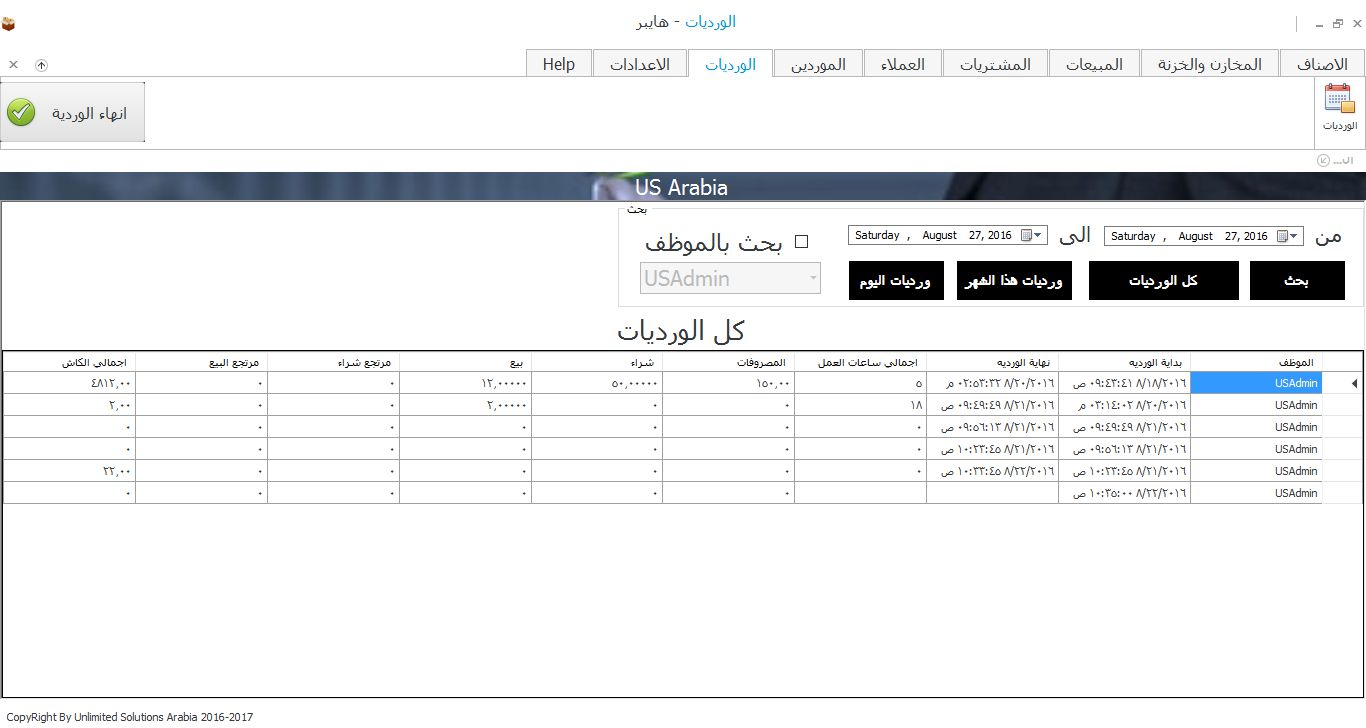 الورديات - هايبر
الاصناف المخازن والخزنة المبيعات المشتريات العملاء الموردين الورديات الاعدادات Help
الورديات
انهاء الوردية
US Arabia
بحث
من Saturday , August 27, 2016 الى Saturday , August 27, 2016
بحث بالموظف
بحث كل الورديات ورديات هذا الشهر ورديات اليوم
USAdmin
كل الورديات
الموظف بداية الورديه نهاية الورديه اجمالي ساعات العمل المصروفات شراء بيع مرتجع شراء مرتجع البيع اجمالي الكاش
USAdmin ٨/١٨/٢٠١٦ ٠٩:٤٣:٤١ ص ٨/٢٠/٢٠١٦ ٠٢:٥٣:٣٢ م ٥ ١٥٠,٠٠ ٥٠,٠٠٠٠٠ ١٢,٠٠٠٠٠ ٠ ٠ ٤٨١٢,٠٠
USAdmin ٨/٢٠/٢٠١٦ ٠٣:١٤:٠٢ م ٨/٢١/٢٠١٦ ٠٩:٤٩:٤٩ ص ١٨ ٠ ٠ ٢,٠٠٠٠٠ ٠ ٠ ٢,٠٠
USAdmin ٨/٢١/٢٠١٦ ٠٩:٤٩:٤٩ ص ٨/٢١/٢٠١٦ ٠٩:٥٦:١٣ ص ٠ ٠ ٠ ٠ ٠ ٠ ٠
USAdmin ٨/٢١/٢٠١٦ ٠٩:٥٦:١٣ ص ٨/٢١/٢٠١٦ ١٠:٢٣:٤٥ ص ٠ ٠ ٠ ٠ ٠ ٠ ٠
USAdmin ٨/٢١/٢٠١٦ ١٠:٢٣:٤٥ ص ٨/٢٢/٢٠١٦ ١٠:٣٣:٤٥ ص ٠ ٠ ٠ ٠ ٠ ٠ ٢٢,٠٠
USAdmin ٨/٢٢/٢٠١٦ ١٠:٣٥:٠٠ ص ٠ ٠ ٠ ٠ ٠ ٠
CopyRight By Unlimited Solutions Arabia 2016-2017